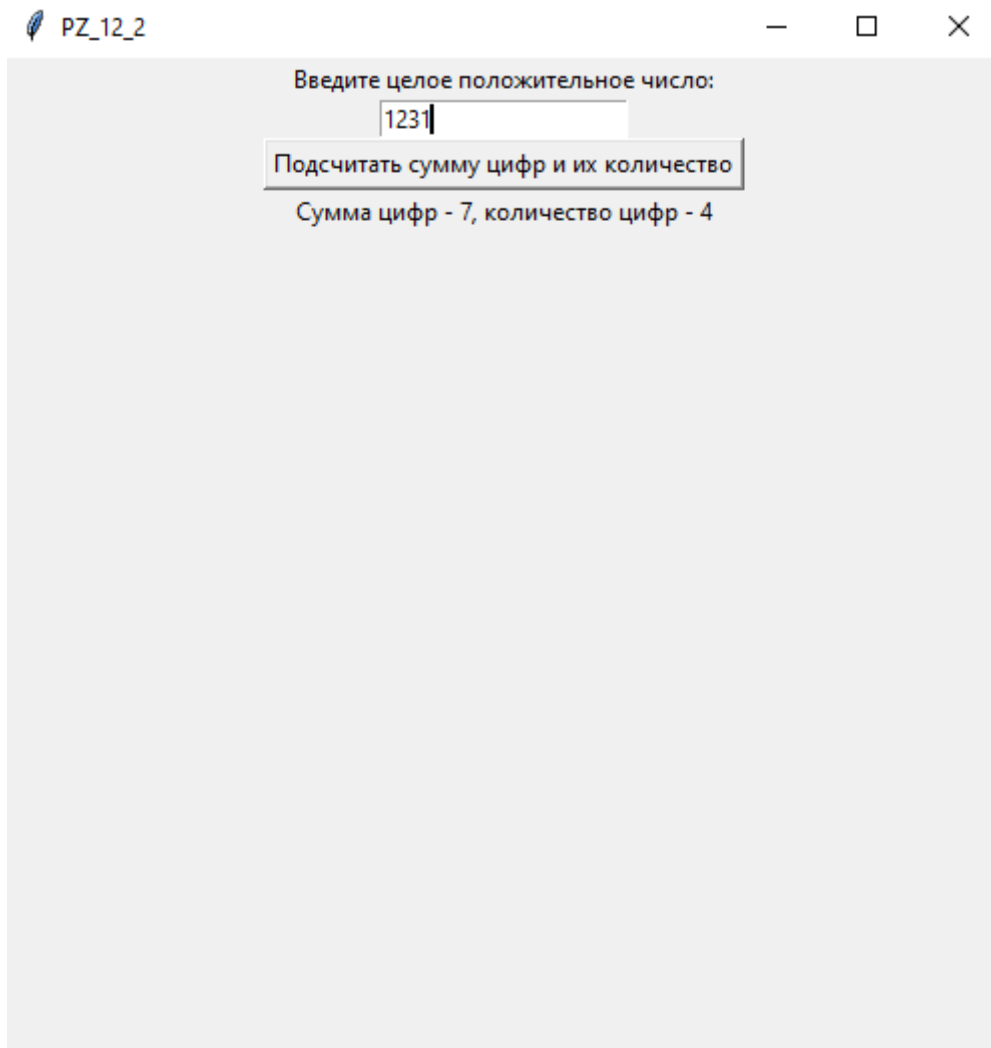 PZ_12_2
Введите целое положительное число:
1231
Подсчитать сумму цифр и их количество
Сумма цифр - 7, количество цифр - 4